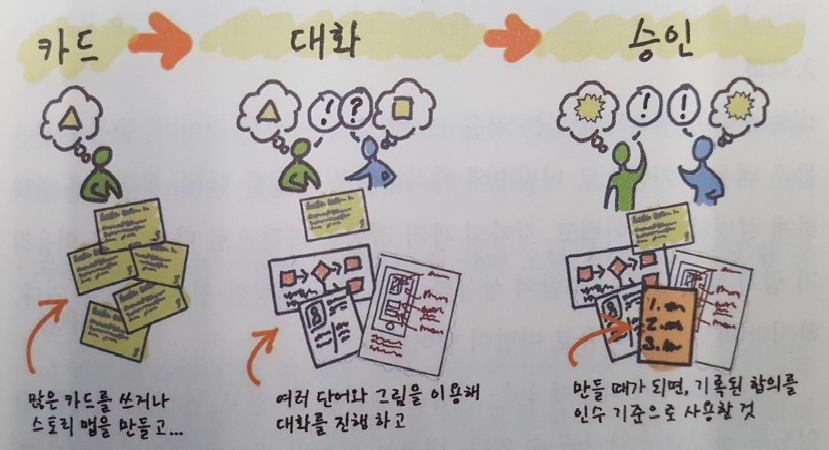 카드
대화
승인
!
?
!
!
많은 카드를 쓰거나
스토리 맵을 만들고...
여러 단어와 그림을 이용해
대화를 진행 하고
1.
2.
3.
만들 때가 되면, 기록된 합의를
인수 기준으로 사용할 것